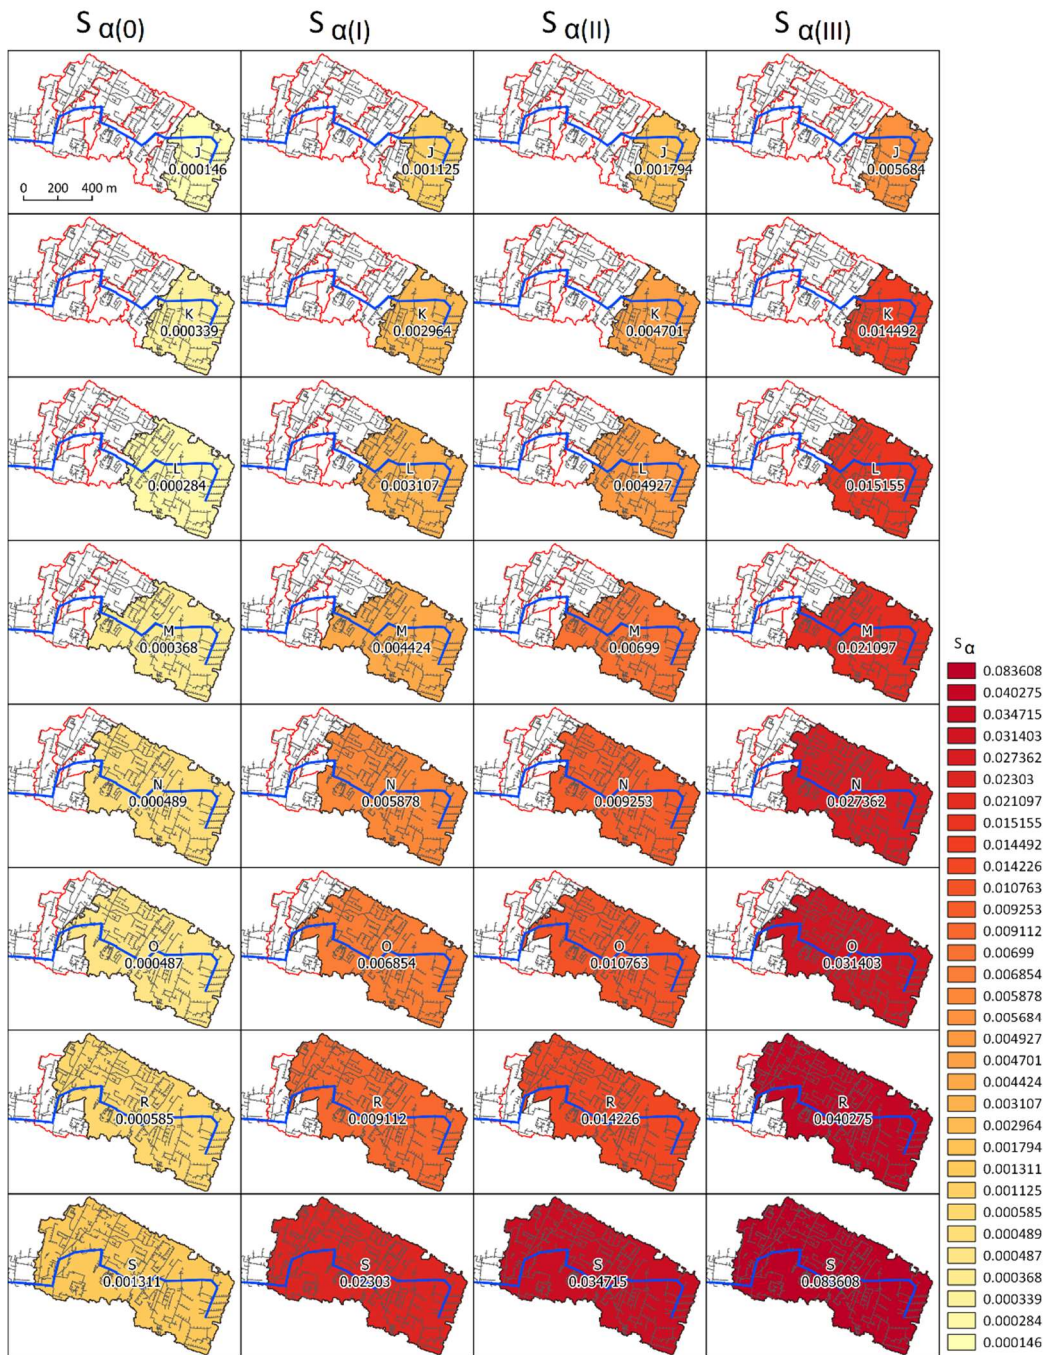 S α(0) S α(I) S α(II) S α(III)
J J J J
0.000146 0.001125 0.001794 0.005684
0 200 400 m
K K K K
0.000339 0.002964 0.004701 0.014492
L L L L
0.000284 0.003107 0.004927 0.015155
M M M M
0.000368 0.004424 0.00699 0.021097
N N N N
0.000489 0.005878 0.009253 0.027362
O O O O
0.000487 0.006854 0.010763 0.031403
R R R R
0.000585 0.009112 0.014226 0.040275
S S S S
0.001311 0.02303 0.034715 0.083608
S α
0.083608
0.040275
0.034715
0.031403
0.027362
0.02303
0.021097
0.015155
0.014492
0.014226
0.010763
0.009253
0.009112
0.00699
0.006854
0.005878
0.005684
0.004927
0.004701
0.004424
0.003107
0.002964
0.001794
0.001311
0.001125
0.000585
0.000489
0.000487
0.000368
0.000339
0.000284
0.000146